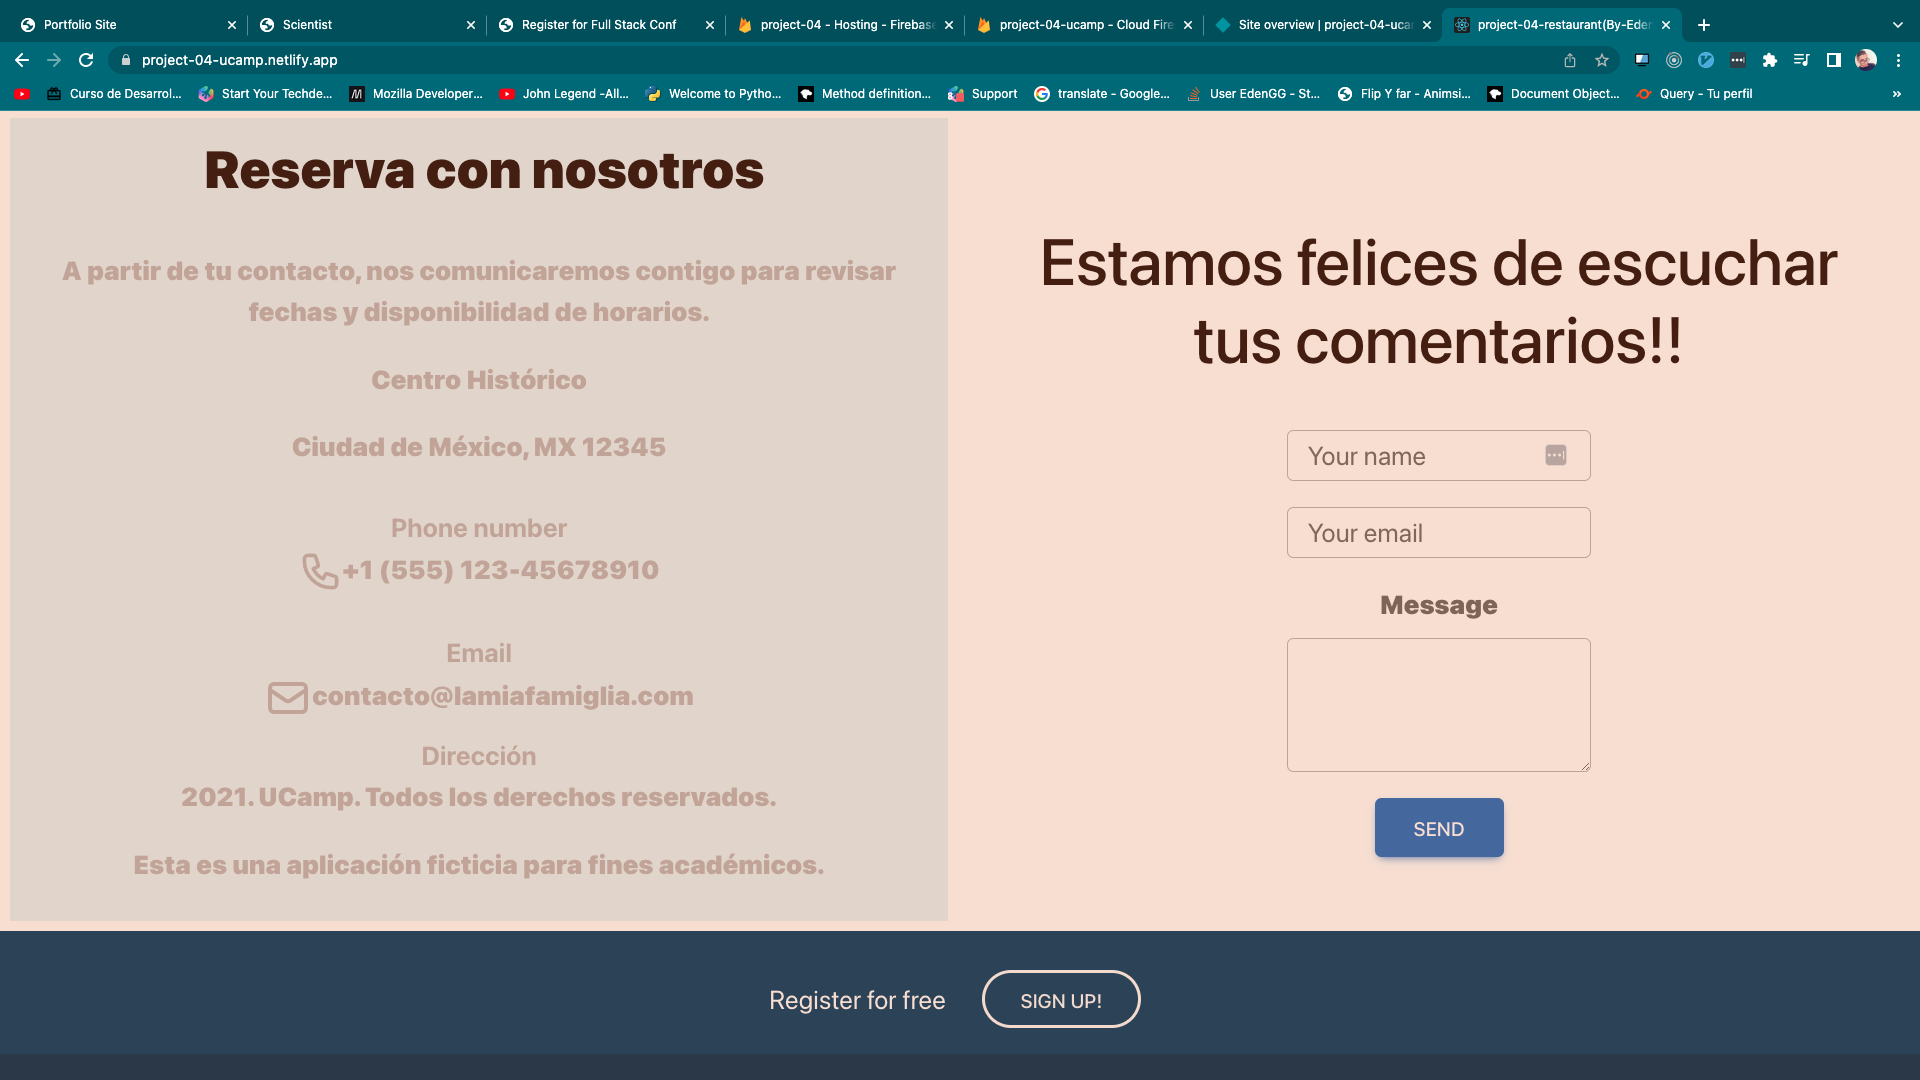 Portfolio Site
Scientist
Register for Full Stack Conf
project-04 - Hosting - Firebase
project-04-ucamp - Cloud Fire
Site overview | project-04-uca
project-04-restaurant(By-Eder
project-04-ucamp.netlify.app
Curso de Desarrol...
Start Your Techde...
Mozilla Developer...
John Legend -All...
Welcome to Pytho...
Method definition...
Support
translate - Google...
User EdenGG - St...
Flip Y far - Animsi...
Document Object...
Query - Tu perfil
»
Reserva con nosotros
A partir de tu contacto, nos comunicaremos contigo para revisar
fechas y disponibilidad de horarios.
Centro Histórico
Ciudad de México, MX 12345
Phone number
+1 (555) 123-45678910
Email
contacto@lamiafamiglia.com
Dirección
2021. UCamp. Todos los derechos reservados.
Esta es una aplicación ficticia para fines académicos.
Estamos felices de escuchar
tus comentarios!!
Your name
Your email
Message
SEND
Register for free
SIGN UP!